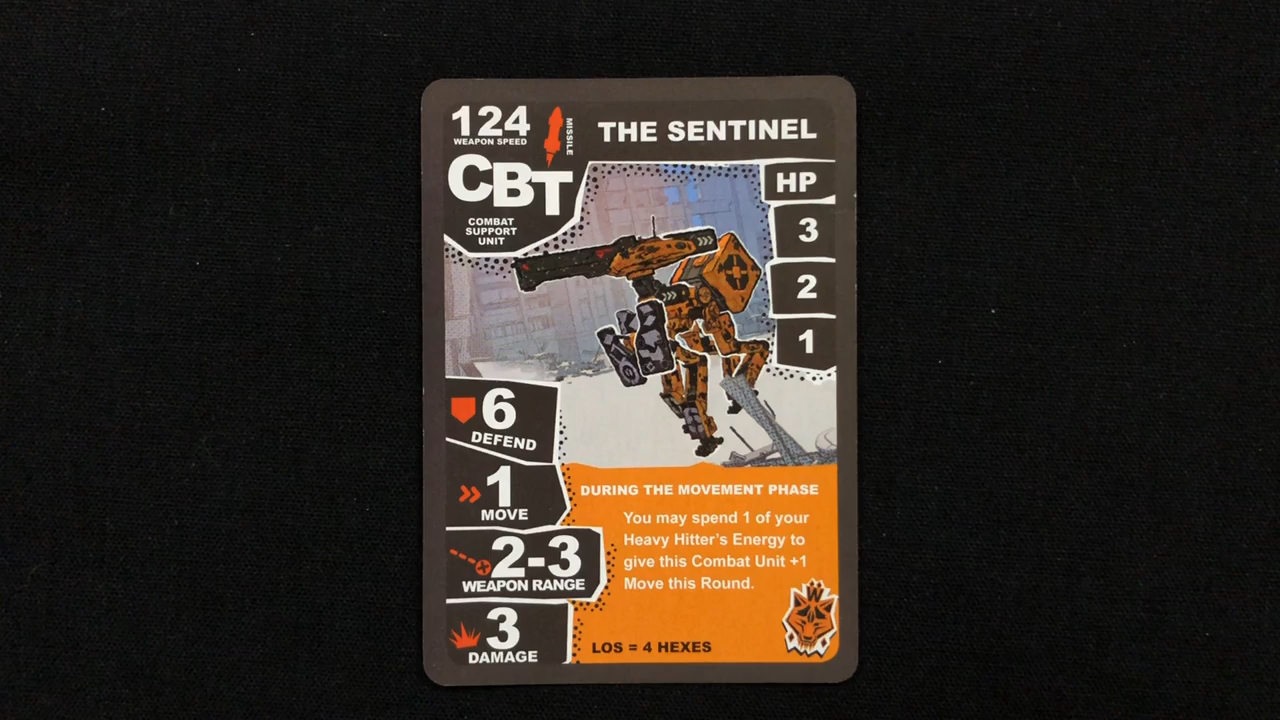 124
WEAPON SPEED
MISSILE
THE SENTINEL
CBT
COMBAT
SUPPORT
UNIT
HP
3
2
1
6
DEFEND
1
MOVE
2-3
WEAPON RANGE
3
DAMAGE
DURING THE MOVEMENT PHASE
You may spend 1 of your
Heavy Hitter's Energy to
give this Combat Unit +1
Move this Round.
LOS = 4 HEXES
W